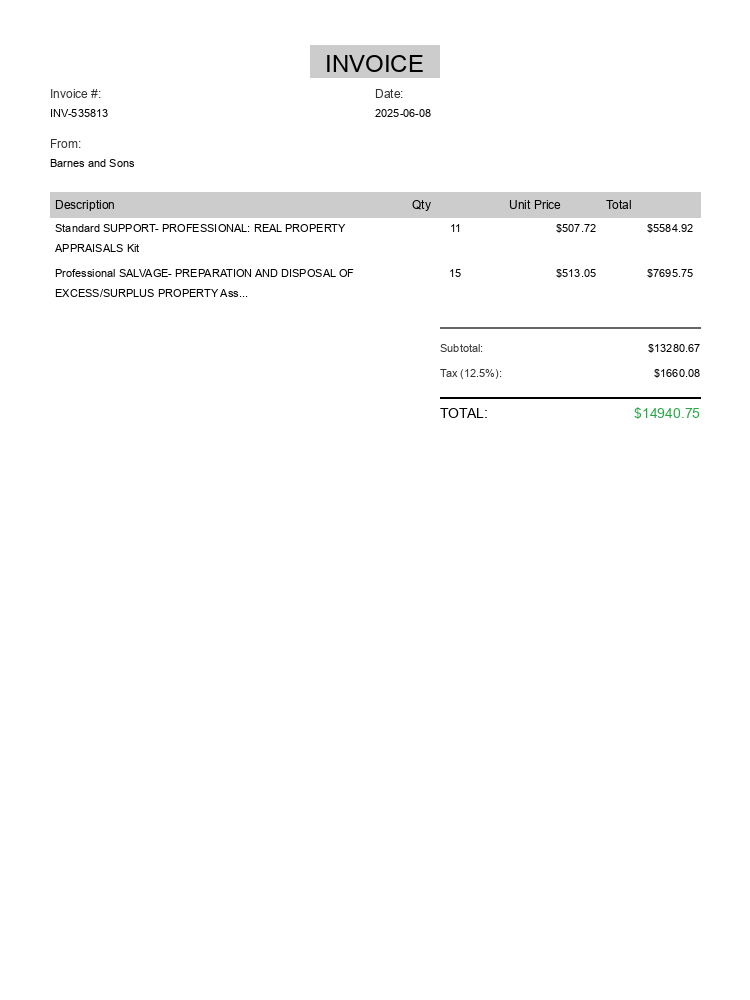 INVOICE
Invoice #: Date:
INV-535813 2025-06-08
From:
Barnes and Sons
Description Qty Unit Price Total
Standard SUPPORT- PROFESSIONAL: REAL PROPERTY 11 $507.72 $5584.92
APPRAISALS Kit
Professional SALVAGE- PREPARATION AND DISPOSAL OF 15 $513.05 $7695.75
EXCESS/SURPLUS PROPERTY Ass...
Subtotal: $13280.67
Tax (12.5%): $1660.08
TOTAL: $14940.75